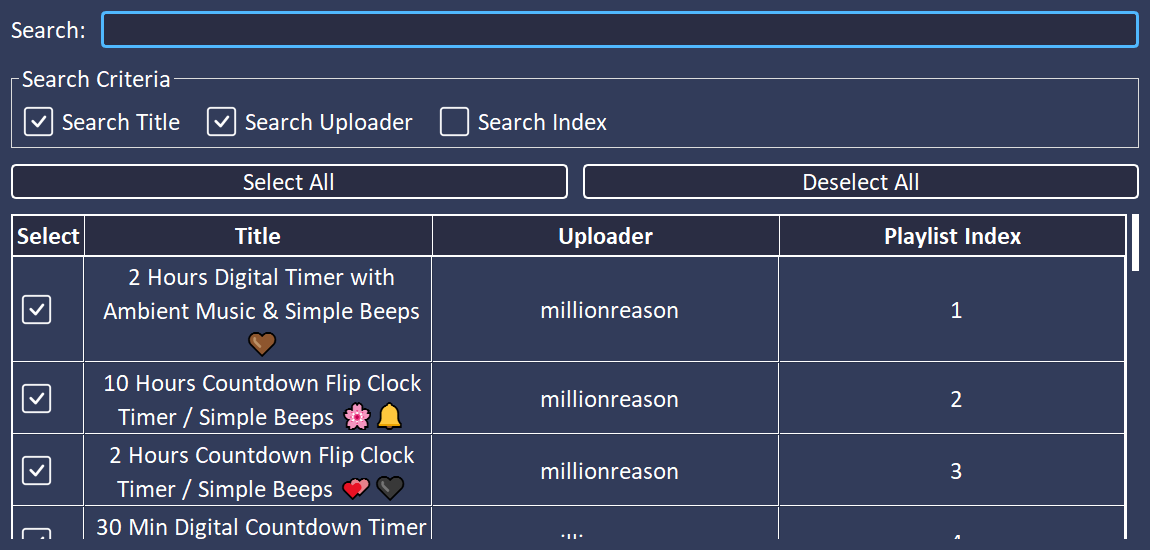 Search:
Search Criteria
Search Title Search Uploader Search Index
Select All Deselect All
Select Title Uploader Playlist Index
2 Hours Digital Timer with
Ambient Music & Simple Beeps
🤎
millionreason 1
10 Hours Countdown Flip Clock
Timer / Simple Beeps 🌸🔔
millionreason 2
2 Hours Countdown Flip Clock
Timer / Simple Beeps 💕🖤
millionreason 3
30 Min Digital Countdown Timer